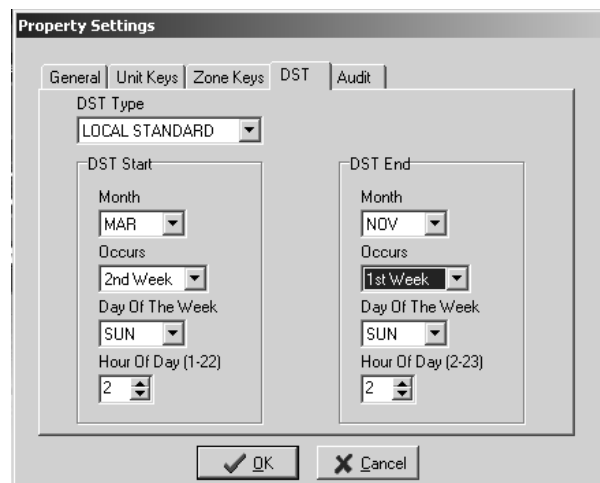 Property Settings
General Unit Keys Zone Keys DST Audit
DST Type
LOCAL STANDARD
DST Start
Month
MAR
Occurs
2nd Week
Day Of The Week
SUN
Hour Of Day (1-22)
2
DST End
Month
NOV
Occurs
1st Week
Day Of The Week
SUN
Hour Of Day (2-23)
2
OK Cancel